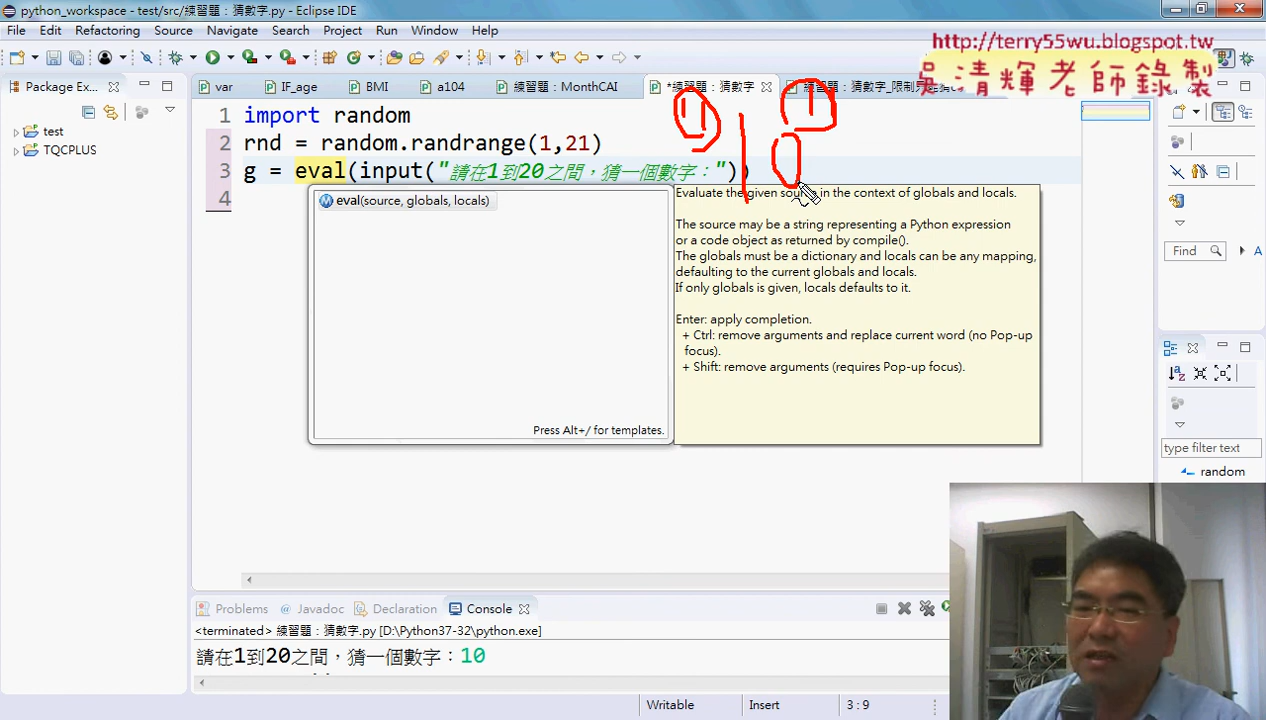 python_workspace - test/src/練習題：猜數字.py - Eclipse IDE
File Edit Refactoring Source Navigate Search Project Run Window Help
http://terry55wu.blogspot.tw
吳清輝老師錄製
Package Ex...
var IF_age BMI a104 練習題：MonthCAI *練習題：猜數字
test
TQCPLUS
1 import random
2 rnd = random.randrange(1,21)
3 g = eval(input("請在1到20之間，猜一個數字："))
4
10
eval(source, globals, locals)
Press Alt+/ for templates.
Evaluate the given source in the context of globals and locals.
The source may be a string representing a Python expression
or a code object as returned by compile().
The globals must be a dictionary and locals can be any mapping,
defaulting to the current globals and locals.
If only globals is given, locals defaults to it.
Enter: apply completion.
+ Ctrl: remove arguments and replace current word (no Pop-up
focus).
+ Shift: remove arguments (requires Pop-up focus).
Find A
type filter text
random
Problems @ Javadoc Declaration Console
<terminated> 練習題：猜數字.py [D:\Python37-32\python.exe]
請在1到20之間，猜一個數字：10
Writable Insert 3 : 9